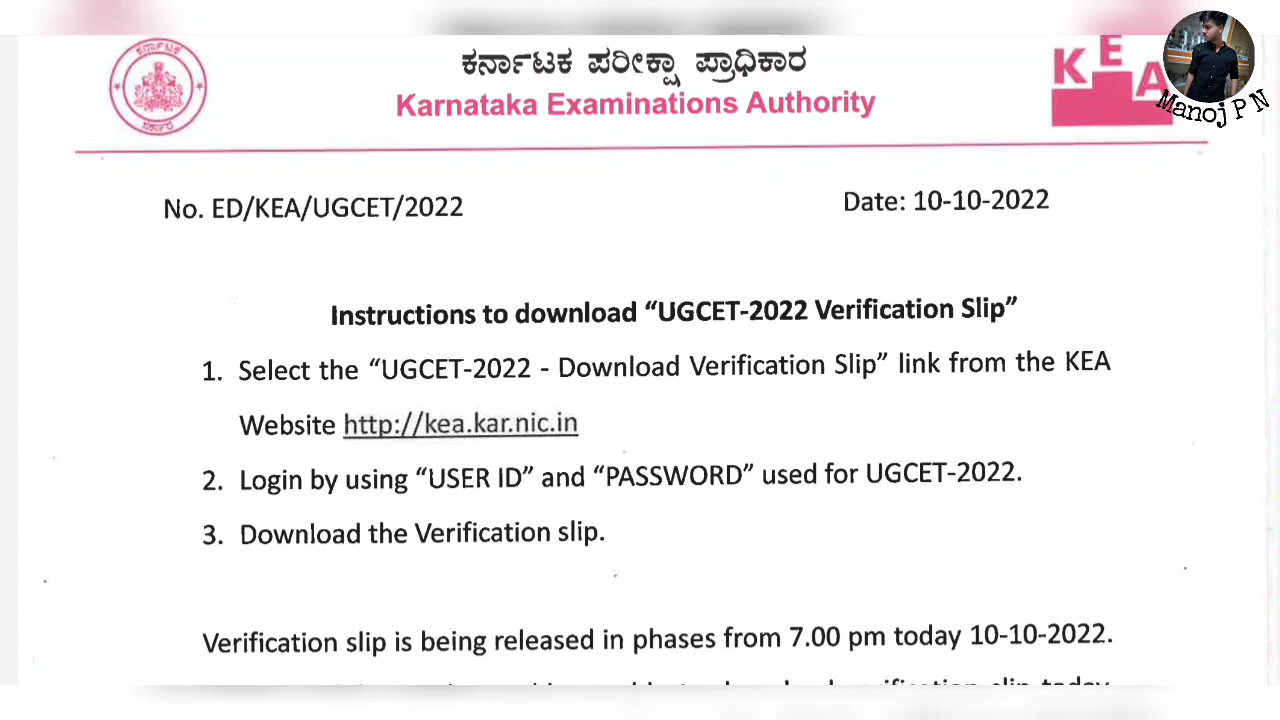 ಕರ್ನಾಟಕ
ಸರ್ಕಾರ
ಕರ್ನಾಟಕ ಪರೀಕ್ಷಾ ಪ್ರಾಧಿಕಾರ
Karnataka Examinations Authority
KEA
Manoj P N
No. ED/KEA/UGCET/2022 Date: 10-10-2022
Instructions to download “UGCET-2022 Verification Slip”
1. Select the “UGCET-2022 - Download Verification Slip” link from the KEA
Website http://kea.kar.nic.in
2. Login by using “USER ID” and “PASSWORD” used for UGCET-2022.
3. Download the Verification slip.
Verification slip is being released in phases from 7.00 pm today 10-10-2022.